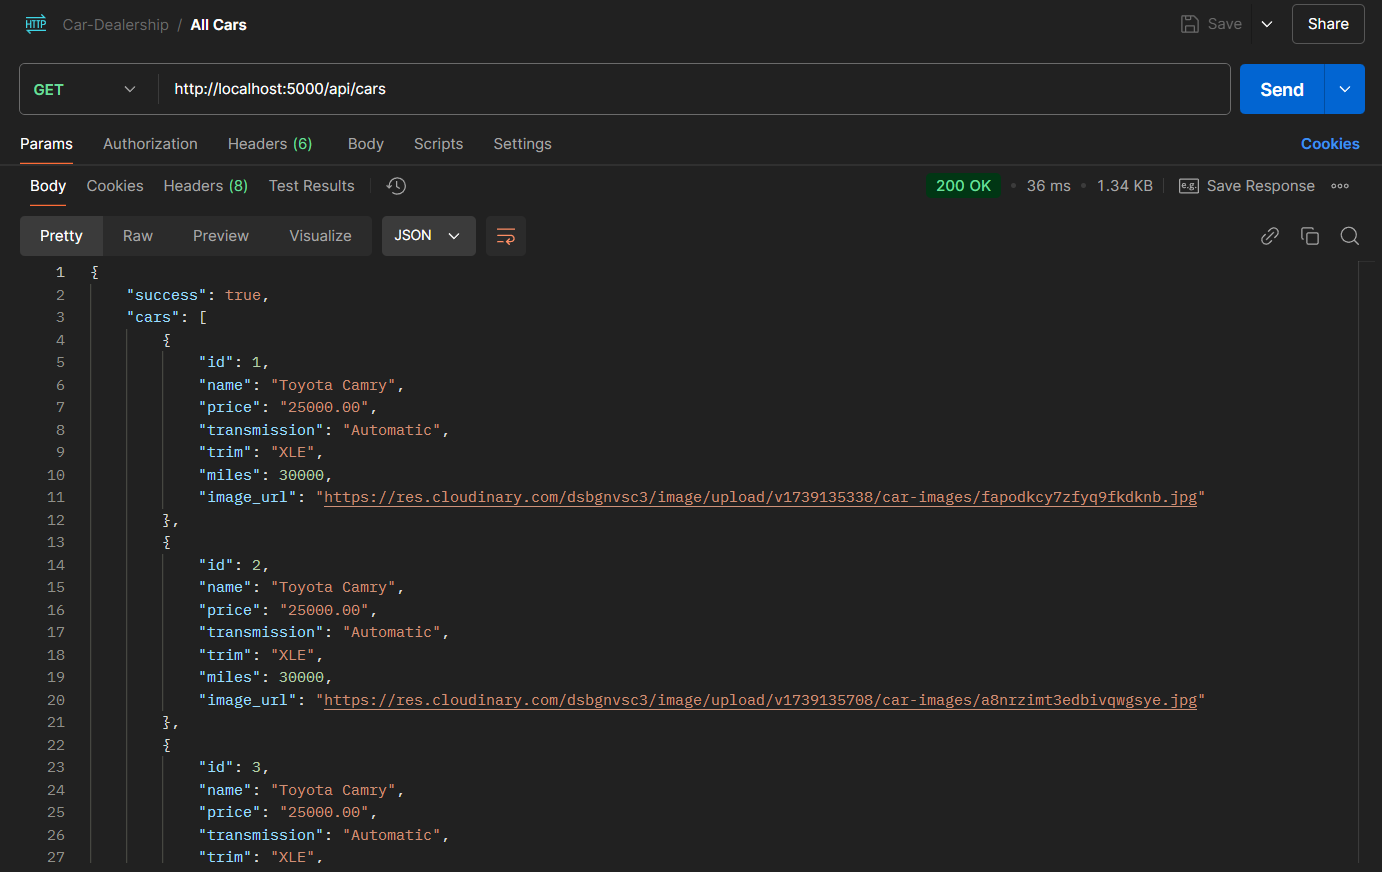 HTTP Car-Dealership / All Cars Save Share
GET http://localhost:5000/api/cars Send
Params Authorization Headers (6) Body Scripts Settings Cookies
Body Cookies Headers (8) Test Results 200 OK 36 ms 1.34 KB e.g. Save Response
Pretty Raw Preview Visualize JSON
1 {
2 "success": true,
3 "cars": [
4 {
5 "id": 1,
6 "name": "Toyota Camry",
7 "price": "25000.00",
8 "transmission": "Automatic",
9 "trim": "XLE",
10 "miles": 30000,
11 "image_url": "https://res.cloudinary.com/dsbgnvsc3/image/upload/v1739135338/car-images/fapodkcy7zfyq9fkdknb.jpg"
12 },
13 {
14 "id": 2,
15 "name": "Toyota Camry",
16 "price": "25000.00",
17 "transmission": "Automatic",
18 "trim": "XLE",
19 "miles": 30000,
20 "image_url": "https://res.cloudinary.com/dsbgnvsc3/image/upload/v1739135708/car-images/a8nrzimt3edbivqwgsye.jpg"
21 },
22 {
23 "id": 3,
24 "name": "Toyota Camry",
25 "price": "25000.00",
26 "transmission": "Automatic",
27 "trim": "XLE",